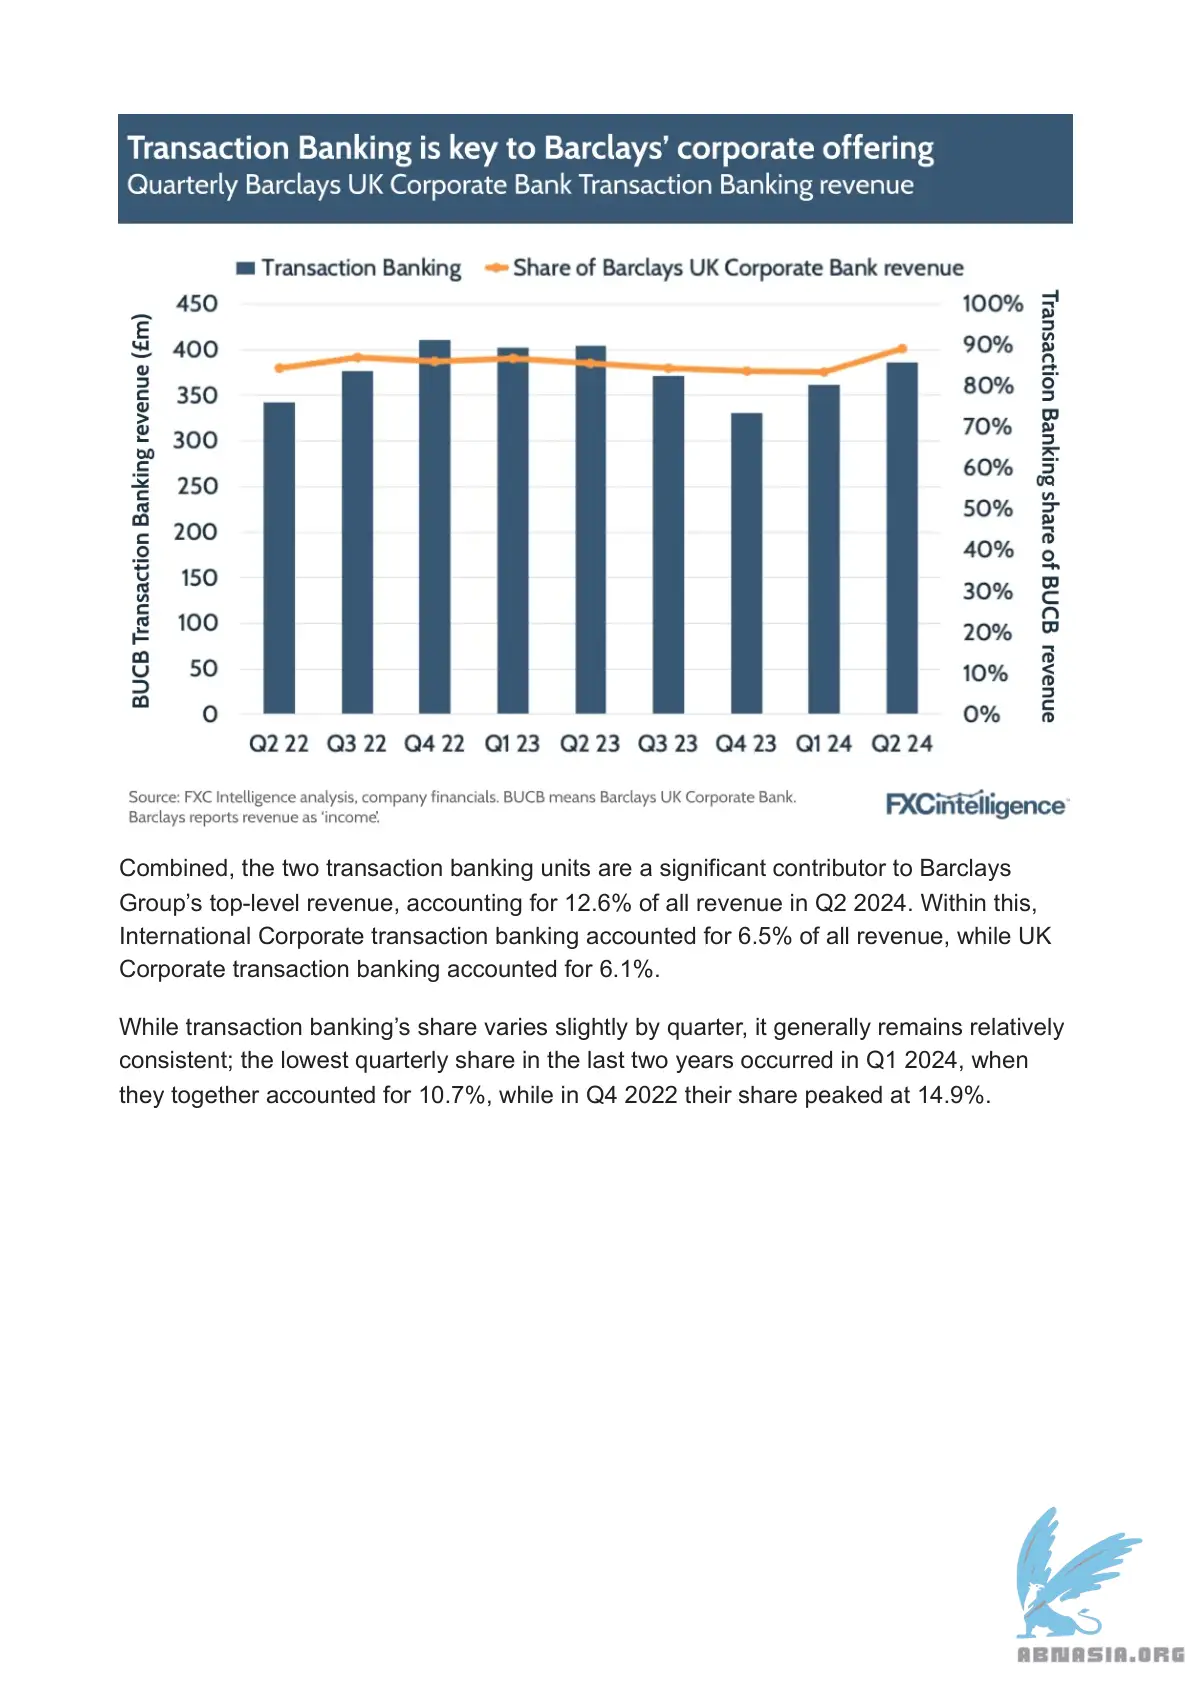 Transaction Banking is key to Barclays’ corporate offering
Quarterly Barclays UK Corporate Bank Transaction Banking revenue
Transaction Banking
Share of Barclays UK Corporate Bank revenue
BUCB Transaction Banking revenue (£m)
450
400
350
300
250
200
150
100
50
0
100%
90%
80%
70%
60%
50%
40%
30%
20%
10%
0%
Transaction Banking share of BUCB revenue
Q2 22 Q3 22 Q4 22 Q1 23 Q2 23 Q3 23 Q4 23 Q1 24 Q2 24
Source: FXC Intelligence analysis, company financials. BUCB means Barclays UK Corporate Bank.
Barclays reports revenue as ‘income’.
FXCintelligence™
Combined, the two transaction banking units are a significant contributor to Barclays
Group’s top-level revenue, accounting for 12.6% of all revenue in Q2 2024. Within this,
International Corporate transaction banking accounted for 6.5% of all revenue, while UK
Corporate transaction banking accounted for 6.1%.
While transaction banking’s share varies slightly by quarter, it generally remains relatively
consistent; the lowest quarterly share in the last two years occurred in Q1 2024, when
they together accounted for 10.7%, while in Q4 2022 their share peaked at 14.9%.
ABNASIA.ORG